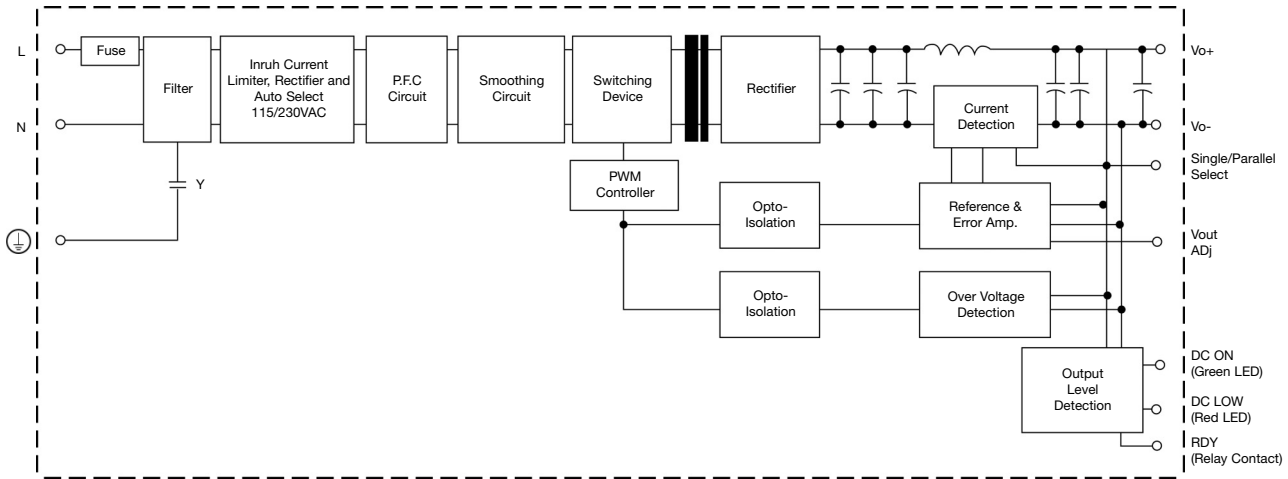 L
Fuse
Filter
Inruh Current
Limiter, Rectifier and
Auto Select
115/230VAC
P.F.C
Circuit
Smoothing
Circuit
Switching
Device
Rectifier
Current
Detection
Vo+
N
Vo-
Single/Parallel
Select
Y
PWM
Controller
Opto-
Isolation
Reference &
Error Amp.
Vout
ADj
Opto-
Isolation
Over Voltage
Detection
Output
Level
Detection
DC ON
(Green LED)
DC LOW
(Red LED)
RDY
(Relay Contact)